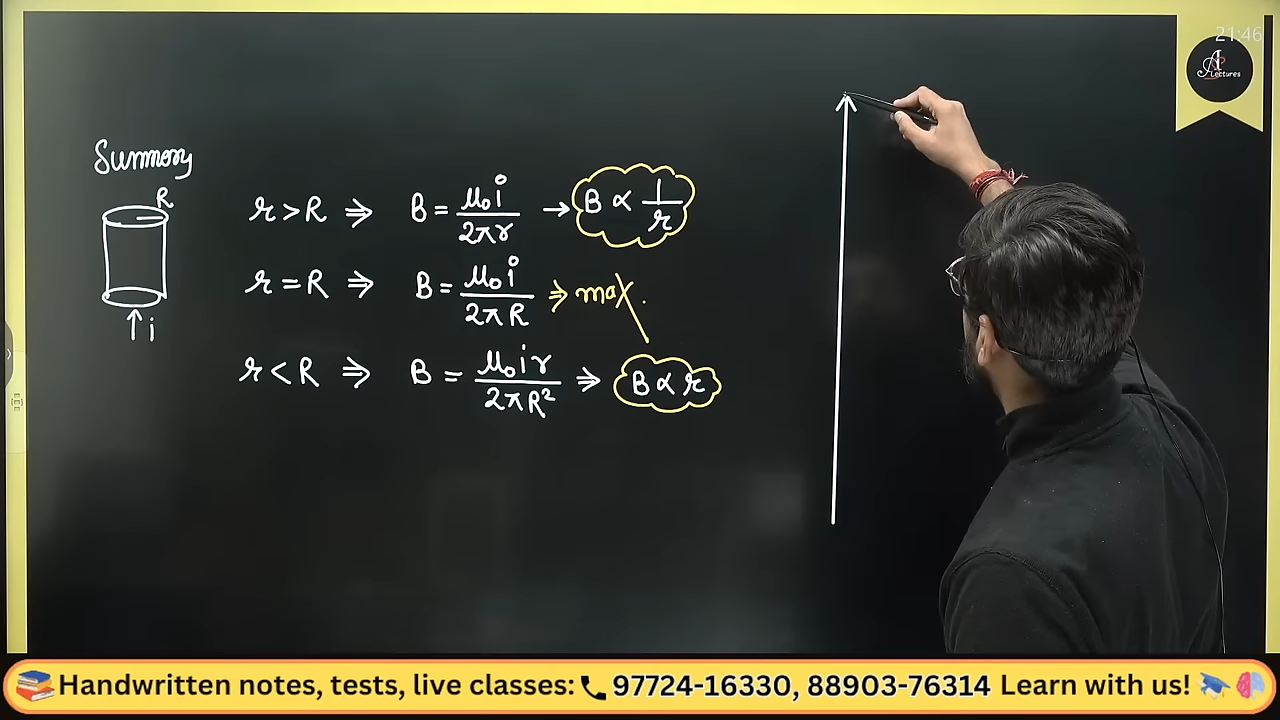 21:46
A
Lectures
Summory
R
i
r > R ⇒ B = μ₀i / 2πr → B ∝ 1/r
r = R ⇒ B = μ₀i / 2πR ⇒ max.
r < R ⇒ B = μ₀ir / 2πR² ⇒ B ∝ r
Handwritten notes, tests, live classes: 97724-16330, 88903-76314 Learn with us!